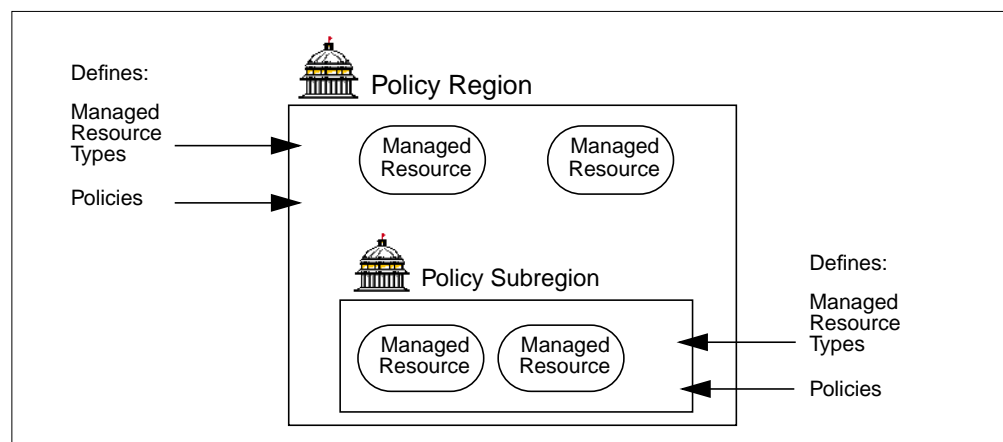 Defines:
Managed
Resource
Types
Policies
Policy Region
Managed
Resource
Managed
Resource
Policy Subregion
Managed
Resource
Managed
Resource
Defines:
Managed
Resource
Types
Policies